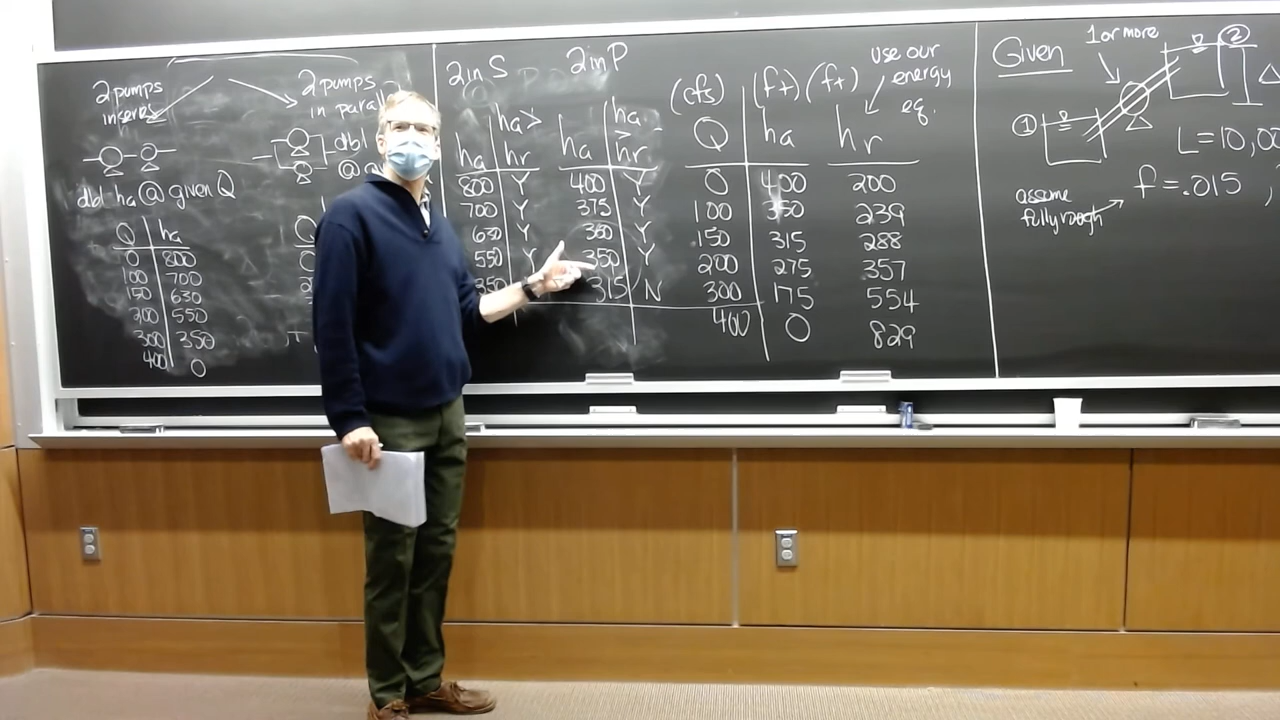 2 pumps
in series
2 pumps
in parall
dbl
@
dbl ha @ given Q
Q ha
0 800
100 700
150 630
200 550
300 350
400 0
Q
0
2 in S 2 in P
ha ha> hr ha ha > hr
800 Y 400 Y
700 Y 375 Y
630 Y 360 Y
550 Y 350 Y
350 315 N
(cfs) (ft) (ft)
use our
energy
eq.
Q ha hr
0 400 200
100 350 239
150 315 288
200 275 357
300 175 554
400 0 829
Given
1 or more
1
2
L=10,00
f=.015 ,
assume
fully rough